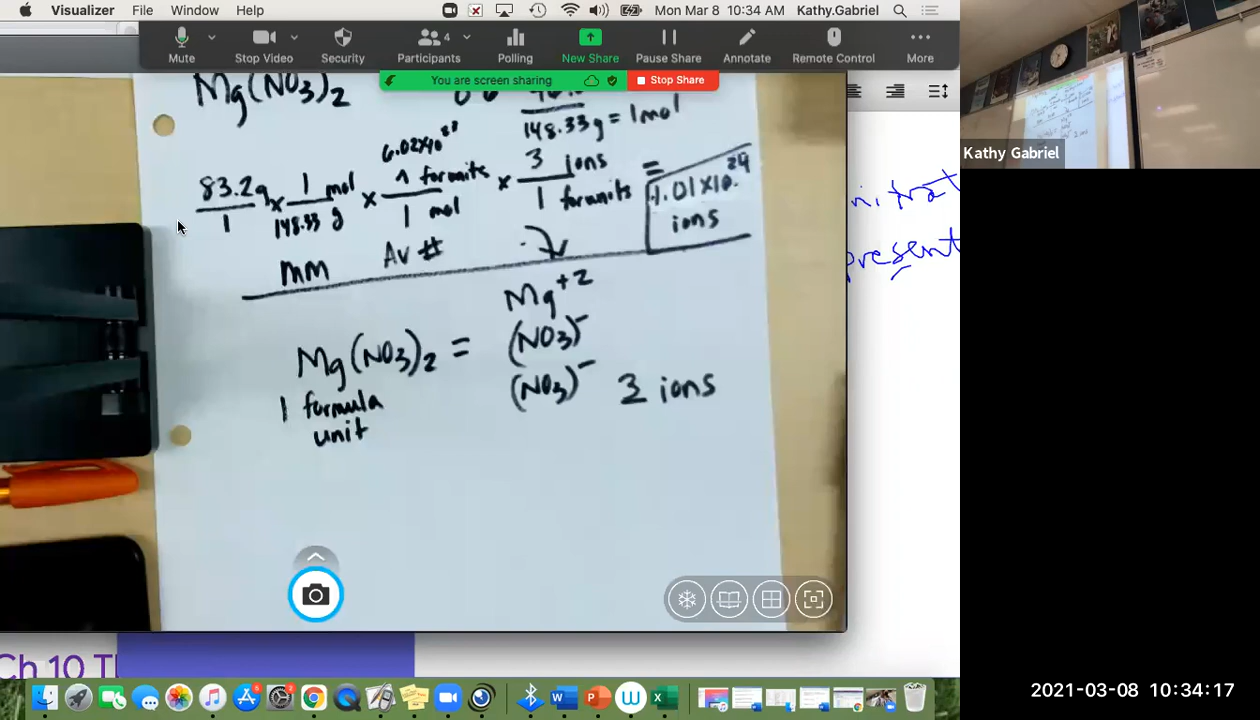 Visualizer File Window Help Mon Mar 8 10:34 AM Kathy.Gabriel
Mute Stop Video Security Participants 4 Polling New Share Pause Share Annotate Remote Control More
You are screen sharing Stop Share
Mg(NO3)2
148.33g = 1mol
83.2g x 1 mol x 6.02x10²³ formunits x 3 ions =
1 148.33 g 1 mol 1 formunits
1.01x10.²⁴
ions
mm Av #
Mg+2
Mg(NO3)2 = (NO3)-
(NO3)- 3 ions
1 formula
unit
present
Ch 10 T
Kathy Gabriel
2021-03-08 10:34:17